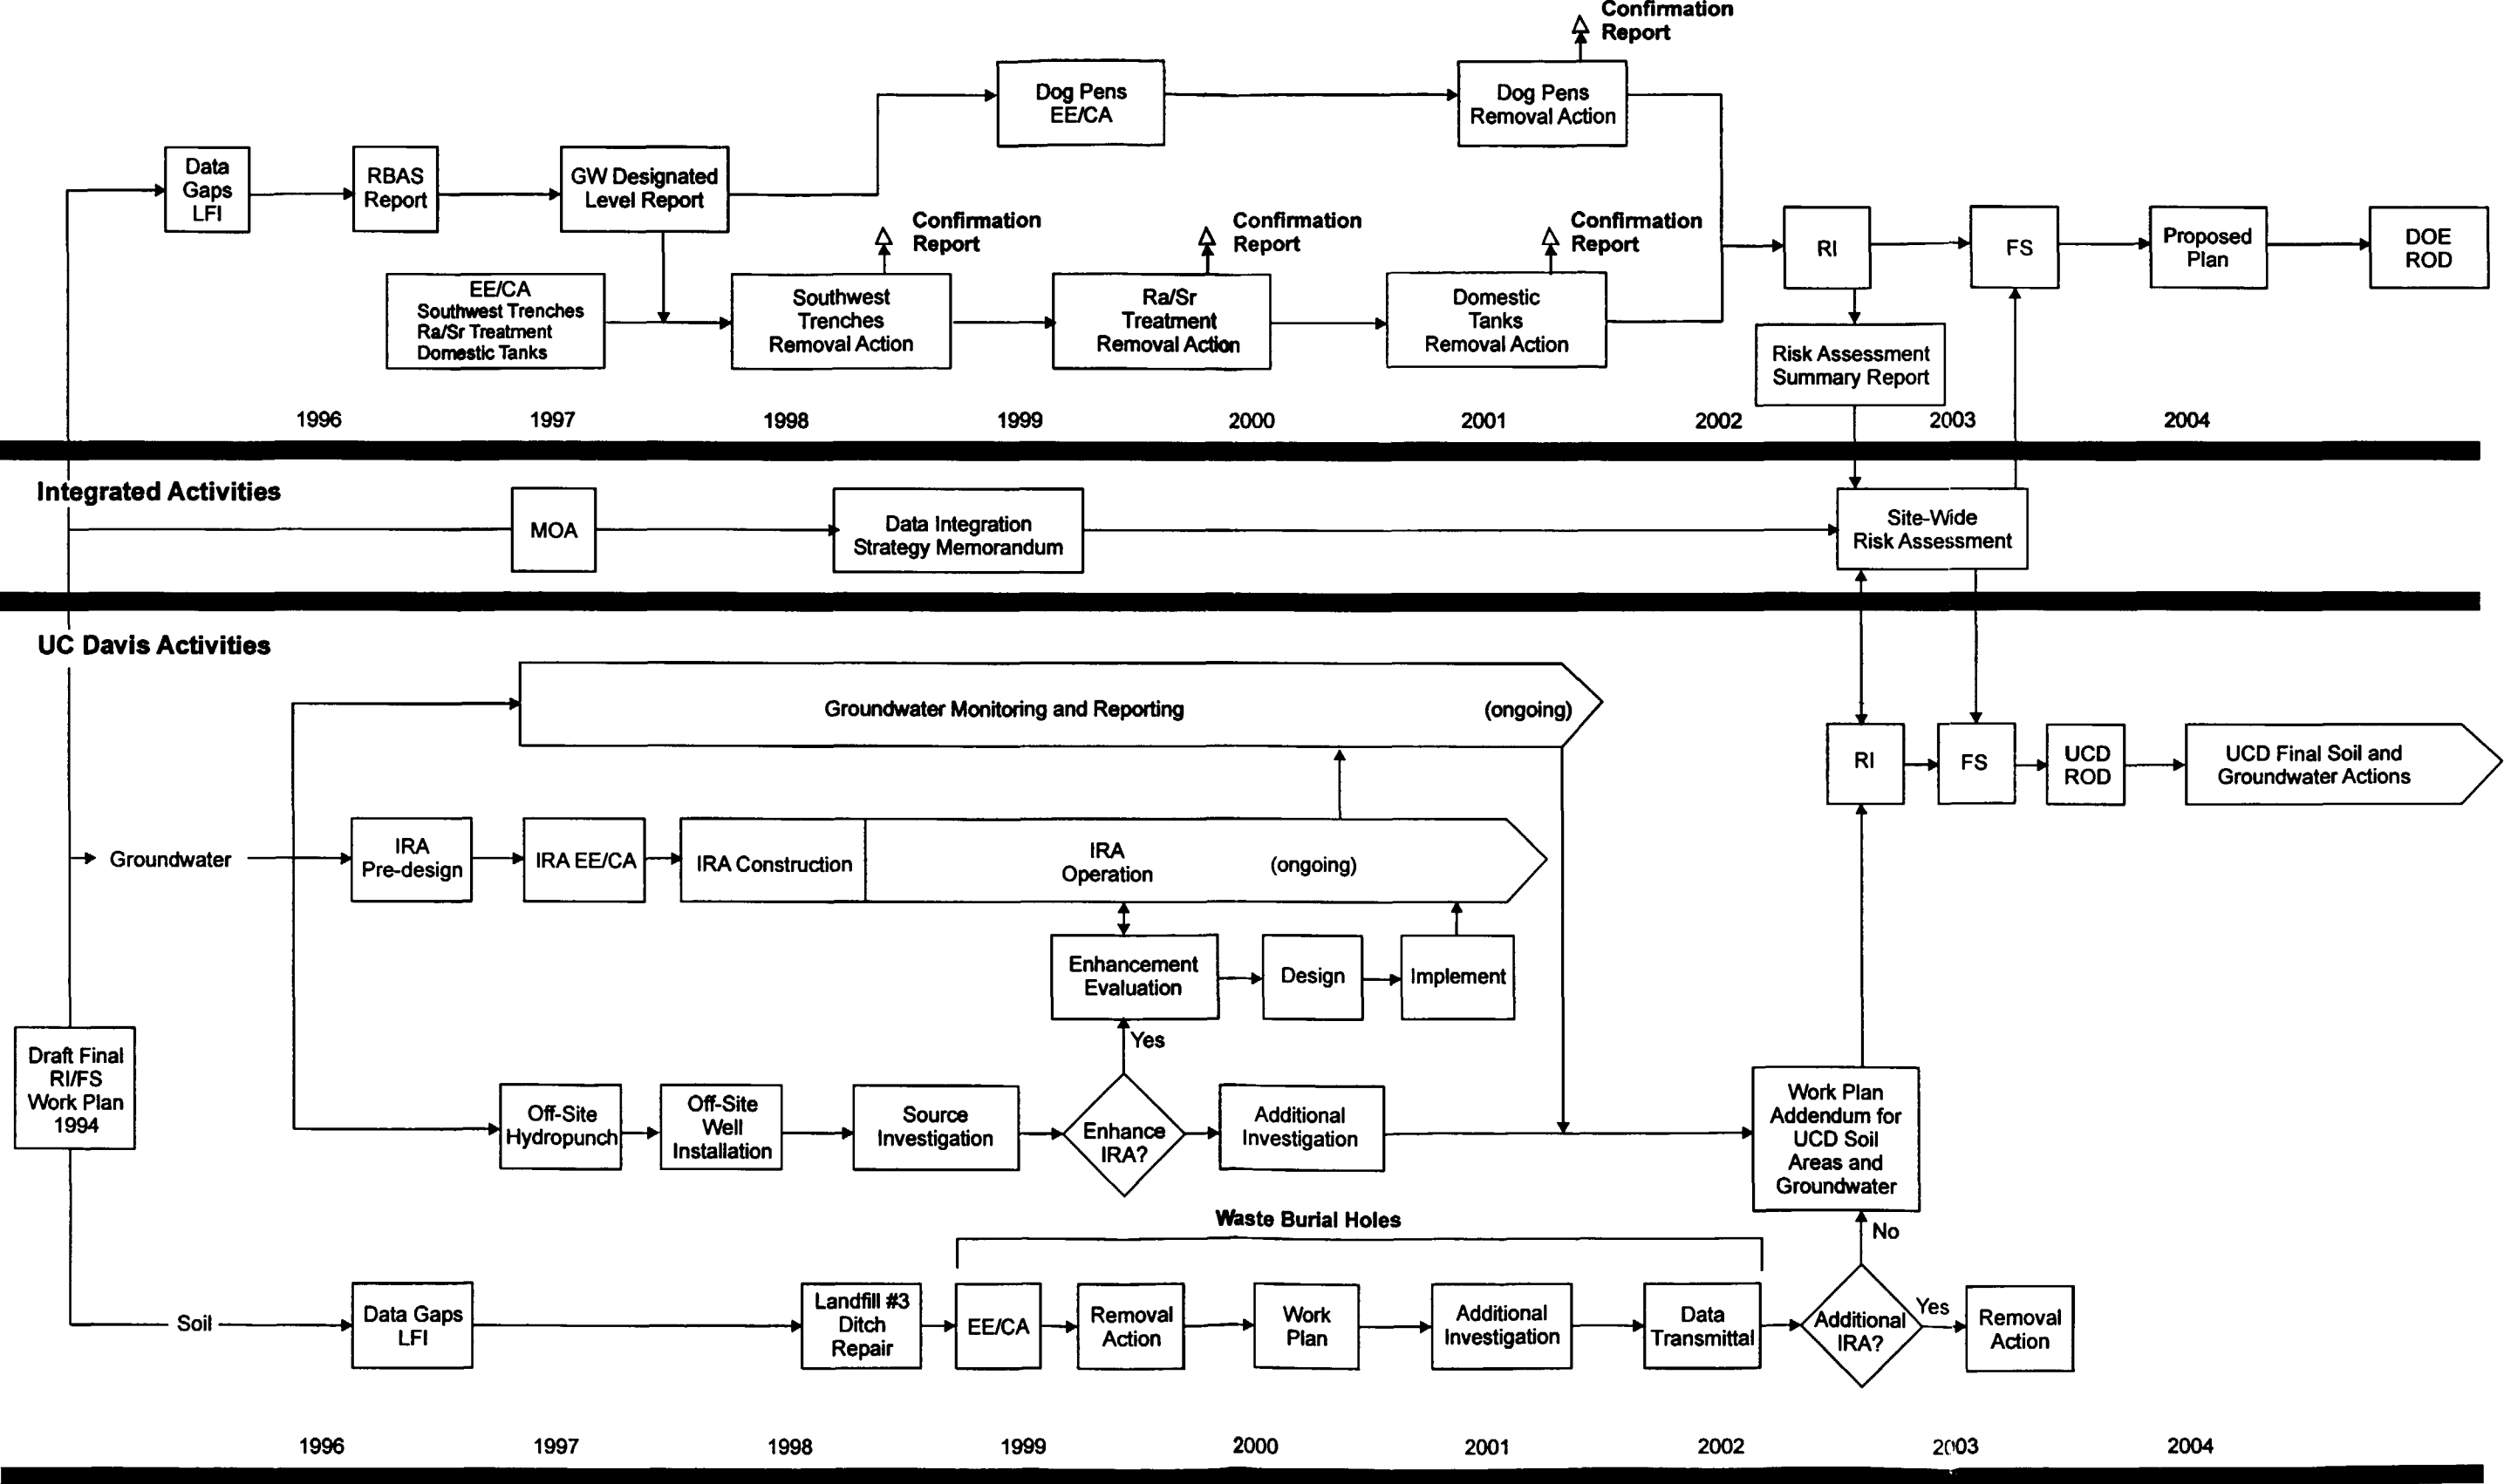 Confirmation
Report
Dog Pens
EE/CA
Dog Pens
Removal Action
Data
Gaps
LFI
RBAS
Report
GW Designated
Level Report
Confirmation
Report
Confirmation
Report
Confirmation
Report
RI
FS
Proposed
Plan
DOE
ROD
EE/CA
Southwest Trenches
Ra/Sr Treatment
Domestic Tanks
Southwest
Trenches
Removal Action
Ra/Sr
Treatment
Removal Action
Domestic
Tanks
Removal Action
Risk Assessment
Summary Report
1996 1997 1998 1999 2000 2001 2002 2003 2004
Integrated Activities
MOA
Data Integration
Strategy Memorandum
Site-Wide
Risk Assessment
UC Davis Activities
Groundwater Monitoring and Reporting (ongoing)
RI
FS
UCD
ROD
UCD Final Soil and
Groundwater Actions
Groundwater
IRA
Pre-design
IRA EE/CA
IRA Construction
IRA
Operation
(ongoing)
Enhancement
Evaluation
Design
Implement
Yes
Draft Final
RI/FS
Work Plan
1994
Off-Site
Hydropunch
Off-Site
Well
Installation
Source
Investigation
Enhance
IRA?
Additional
Investigation
Work Plan
Addendum for
UCD Soil
Areas and
Groundwater
Waste Burial Holes
No
Soil
Data Gaps
LFI
Landfill #3
Ditch
Repair
EE/CA
Removal
Action
Work
Plan
Additional
Investigation
Data
Transmittal
Additional
IRA?
Yes
Removal
Action
1996 1997 1998 1999 2000 2001 2002 2003 2004